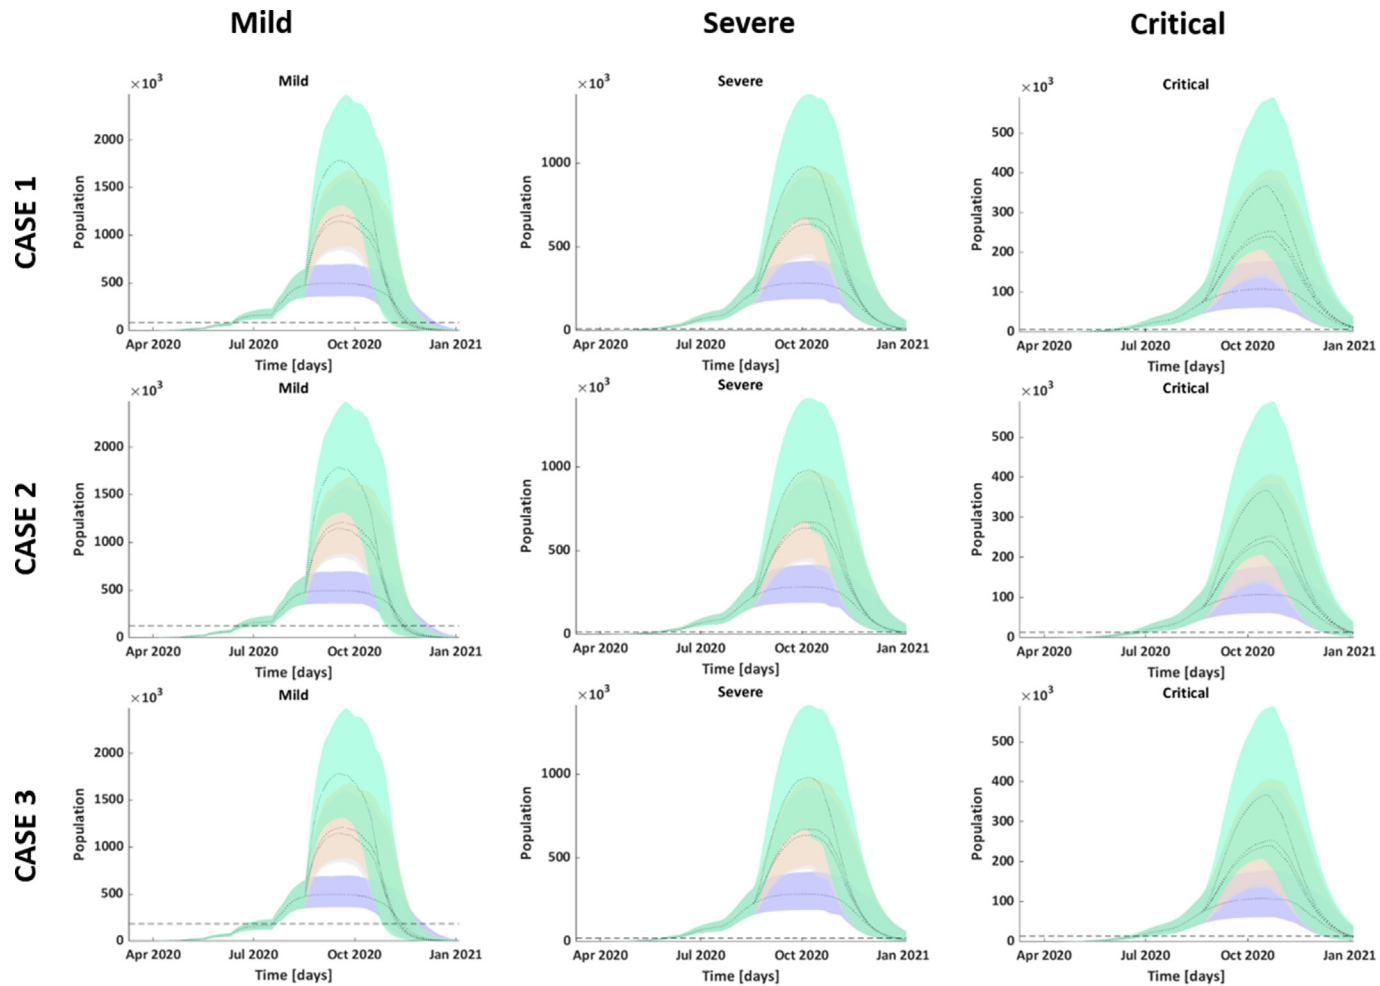 Mild Severe Critical
CASE 1
Mild
×10³
Population
2000
1500
1000
500
0
Apr 2020 Jul 2020 Oct 2020 Jan 2021
Time [days]
Severe
×10³
Population
1000
500
0
Apr 2020 Jul 2020 Oct 2020 Jan 2021
Time [days]
Critical
×10³
Population
500
400
300
200
100
0
Apr 2020 Jul 2020 Oct 2020 Jan 2021
Time [days]
CASE 2
Mild
×10³
Population
2000
1500
1000
500
0
Apr 2020 Jul 2020 Oct 2020 Jan 2021
Time [days]
Severe
×10³
Population
1000
500
0
Apr 2020 Jul 2020 Oct 2020 Jan 2021
Time [days]
Critical
×10³
Population
500
400
300
200
100
0
Apr 2020 Jul 2020 Oct 2020 Jan 2021
Time [days]
CASE 3
Mild
×10³
Population
2000
1500
1000
500
0
Apr 2020 Jul 2020 Oct 2020 Jan 2021
Time [days]
Severe
×10³
Population
1000
500
0
Apr 2020 Jul 2020 Oct 2020 Jan 2021
Time [days]
Critical
×10³
Population
500
400
300
200
100
0
Apr 2020 Jul 2020 Oct 2020 Jan 2021
Time [days]